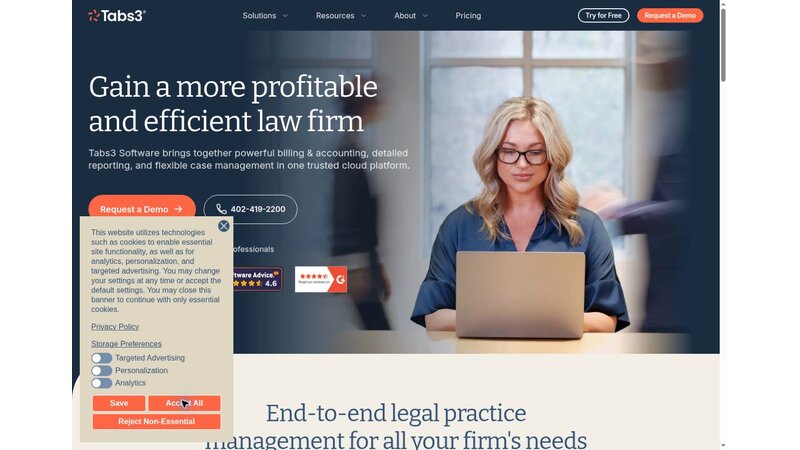 Tabs3®
Solutions
Resources
About
Pricing
Try for Free
Request a Demo
Gain a more profitable
and efficient law firm
Tabs3 Software brings together powerful billing & accounting, detailed
reporting, and flexible case management in one trusted cloud platform.
Request a Demo
402-419-2200
ofessionals
tware Advice
4.6
G
This website utilizes technologies
such as cookies to enable essential
site functionality, as well as for
analytics, personalization, and
targeted advertising. You may change
your settings at any time or accept the
default settings. You may close this
banner to continue with only essential
cookies.
Privacy Policy
Storage Preferences
Targeted Advertising
Personalization
Analytics
Save
Accept All
Reject Non-Essential
End-to-end legal practice
management for all your firm's needs